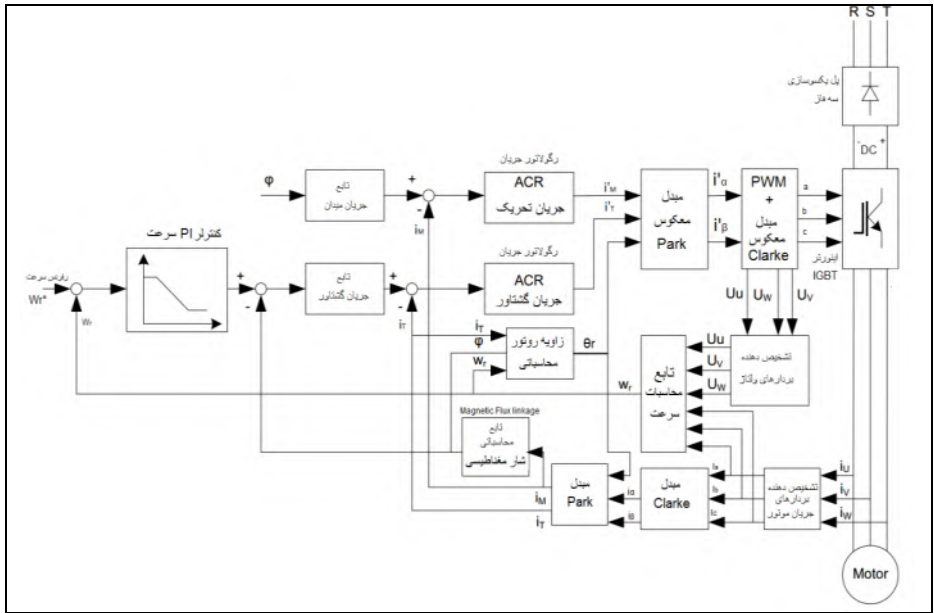 R S T
پل یکسوسازی
سه فاز
- DC +
φ
تابع
جریان میدان
+
-
iM
رگولاتور جریان
ACR
جریان تحریک
i'M
i'T
مبدل
معکوس
Park
i'α
i'β
PWM
+
مبدل
معکوس
Clarke
a
b
c
اینورتر
IGBT
کنترلر PI سرعت
رفرنس سرعت
Wr*
Wr
+
-
تابع
جریان گشتاور
+
-
iT
رگولاتور جریان
ACR
جریان گشتاور
Uu
UW
UV
iT
φ
wr
زاویه روتور
محاسباتی
θr
wr
تابع
محاسبات
سرعت
Uu
UV
UW
تشخیص دهنده
بردارهای ولتاژ
Magnetic Flux linkage
تابع
محاسباتی
شار مغناطیسی
iM
iT
مبدل
Park
iα
iβ
مبدل
Clarke
Ia
Ib
Ic
تشخیص دهنده
بردارهای
جریان موتور
iU
iV
iW
Motor